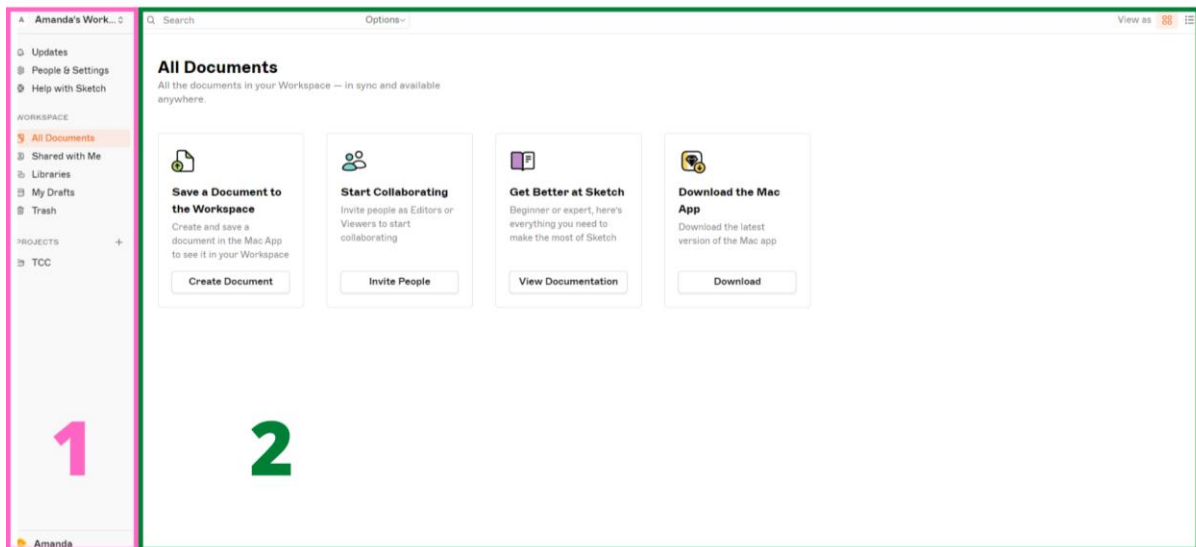 A Amanda's Work...
Updates
People & Settings
Help with Sketch
WORKSPACE
All Documents
Shared with Me
Libraries
My Drafts
Trash
PROJECTS +
TCC
1
Amanda
Search Options
View as
All Documents
All the documents in your Workspace — in sync and available
anywhere.
Save a Document to
the Workspace
Create and save a
document in the Mac App
to see it in your Workspace
Create Document
Start Collaborating
Invite people as Editors or
Viewers to start
collaborating
Invite People
Get Better at Sketch
Beginner or expert, here's
everything you need to
make the most of Sketch
View Documentation
Download the Mac
App
Download the latest
version of the Mac app
Download
2